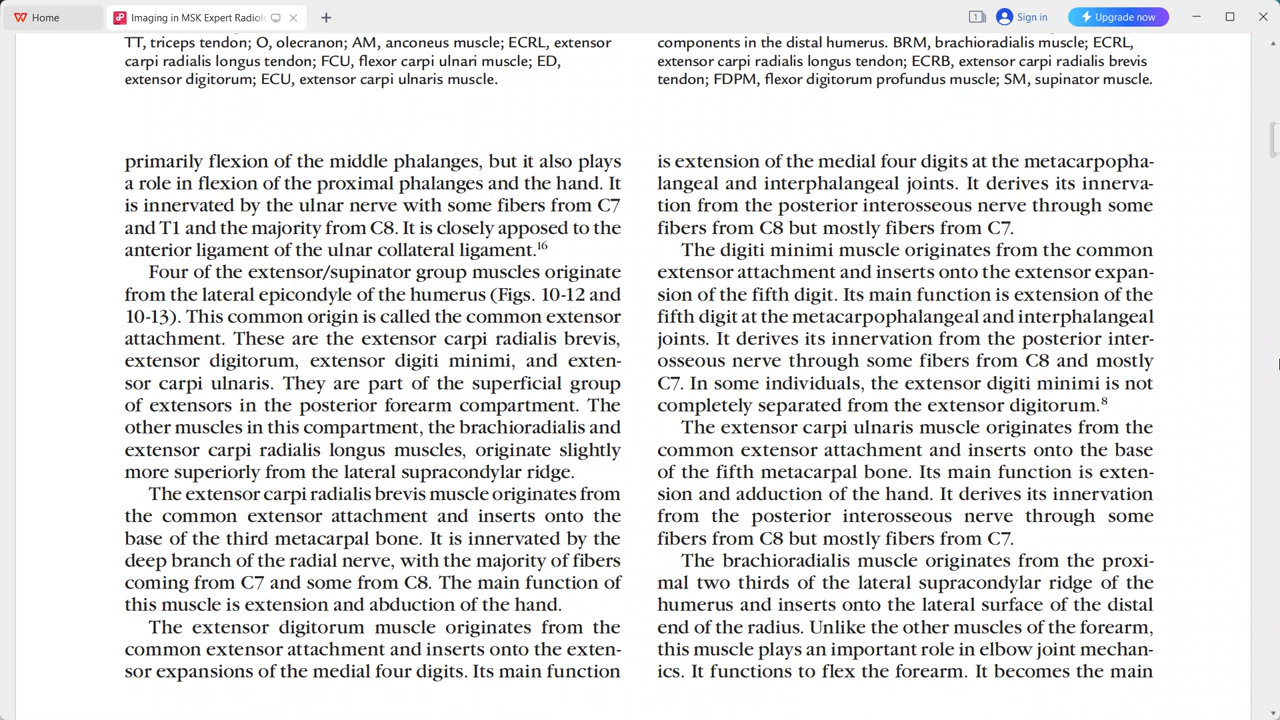 Home
Imaging in MSK Expert Radiolo
1
Sign in
Upgrade now
TT, triceps tendon; O, olecranon; AM, anconeus muscle; ECRL, extensor
carpi radialis longus tendon; FCU, flexor carpi ulnari muscle; ED,
extensor digitorum; ECU, extensor carpi ulnaris muscle.
primarily flexion of the middle phalanges, but it also plays
a role in flexion of the proximal phalanges and the hand. It
is innervated by the ulnar nerve with some fibers from C7
and T1 and the majority from C8. It is closely apposed to the
anterior ligament of the ulnar collateral ligament.16
Four of the extensor/supinator group muscles originate
from the lateral epicondyle of the humerus (Figs. 10-12 and
10-13). This common origin is called the common extensor
attachment. These are the extensor carpi radialis brevis,
extensor digitorum, extensor digiti minimi, and exten-
sor carpi ulnaris. They are part of the superficial group
of extensors in the posterior forearm compartment. The
other muscles in this compartment, the brachioradialis and
extensor carpi radialis longus muscles, originate slightly
more superiorly from the lateral supracondylar ridge.
The extensor carpi radialis brevis muscle originates from
the common extensor attachment and inserts onto the
base of the third metacarpal bone. It is innervated by the
deep branch of the radial nerve, with the majority of fibers
coming from C7 and some from C8. The main function of
this muscle is extension and abduction of the hand.
The extensor digitorum muscle originates from the
common extensor attachment and inserts onto the exten-
sor expansions of the medial four digits. Its main function
components in the distal humerus. BRM, brachioradialis muscle; ECRL,
extensor carpi radialis longus tendon; ECRB, extensor carpi radialis brevis
tendon; FDPM, flexor digitorum profundus muscle; SM, supinator muscle.
is extension of the medial four digits at the metacarpopha-
langeal and interphalangeal joints. It derives its innerva-
tion from the posterior interosseous nerve through some
fibers from C8 but mostly fibers from C7.
The digiti minimi muscle originates from the common
extensor attachment and inserts onto the extensor expan-
sion of the fifth digit. Its main function is extension of the
fifth digit at the metacarpophalangeal and interphalangeal
joints. It derives its innervation from the posterior inter-
osseous nerve through some fibers from C8 and mostly
C7. In some individuals, the extensor digiti minimi is not
completely separated from the extensor digitorum.8
The extensor carpi ulnaris muscle originates from the
common extensor attachment and inserts onto the base
of the fifth metacarpal bone. Its main function is exten-
sion and adduction of the hand. It derives its innervation
from the posterior interosseous nerve through some
fibers from C8 but mostly fibers from C7.
The brachioradialis muscle originates from the proxi-
mal two thirds of the lateral supracondylar ridge of the
humerus and inserts onto the lateral surface of the distal
end of the radius. Unlike the other muscles of the forearm,
this muscle plays an important role in elbow joint mechan-
ics. It functions to flex the forearm. It becomes the main